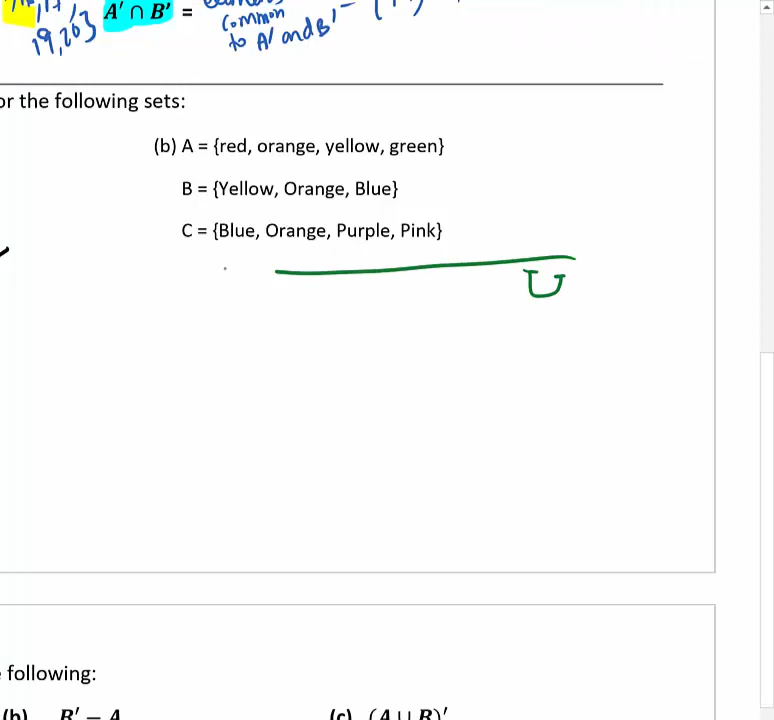 19,20} A′ ∩ B′ =
common
to A′ and B′
or the following sets:
(b) A = {red, orange, yellow, green}
B = {Yellow, Orange, Blue}
C = {Blue, Orange, Purple, Pink}
U
following:
(b) B′ − A (c) (A ∪ B)′